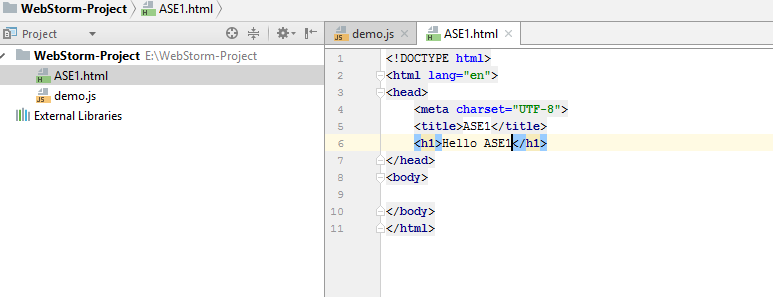 WebStorm-Project ASE1.html
Project
demo.js ASE1.html
WebStorm-Project E:\WebStorm-Project
ASE1.html
demo.js
External Libraries
1 <!DOCTYPE html>
2 <html lang="en">
3 <head>
4 <meta charset="UTF-8">
5 <title>ASE1</title>
6 <h1>Hello ASE1</h1>
7 </head>
8 <body>
9
10 </body>
11 </html>